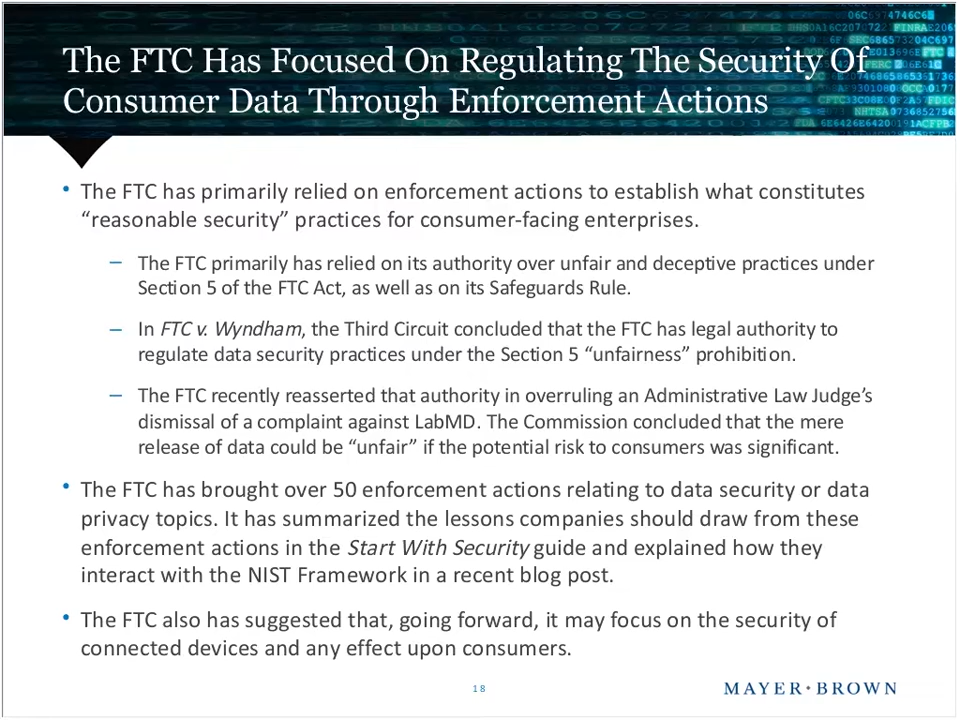 The FTC Has Focused On Regulating The Security Of
Consumer Data Through Enforcement Actions
• The FTC has primarily relied on enforcement actions to establish what constitutes
“reasonable security” practices for consumer-facing enterprises.
– The FTC primarily has relied on its authority over unfair and deceptive practices under
Section 5 of the FTC Act, as well as on its Safeguards Rule.
– In FTC v. Wyndham, the Third Circuit concluded that the FTC has legal authority to
regulate data security practices under the Section 5 “unfairness” prohibition.
– The FTC recently reasserted that authority in overruling an Administrative Law Judge’s
dismissal of a complaint against LabMD. The Commission concluded that the mere
release of data could be “unfair” if the potential risk to consumers was significant.
• The FTC has brought over 50 enforcement actions relating to data security or data
privacy topics. It has summarized the lessons companies should draw from these
enforcement actions in the Start With Security guide and explained how they
interact with the NIST Framework in a recent blog post.
• The FTC also has suggested that, going forward, it may focus on the security of
connected devices and any effect upon consumers.
18
MAYER•BROWN